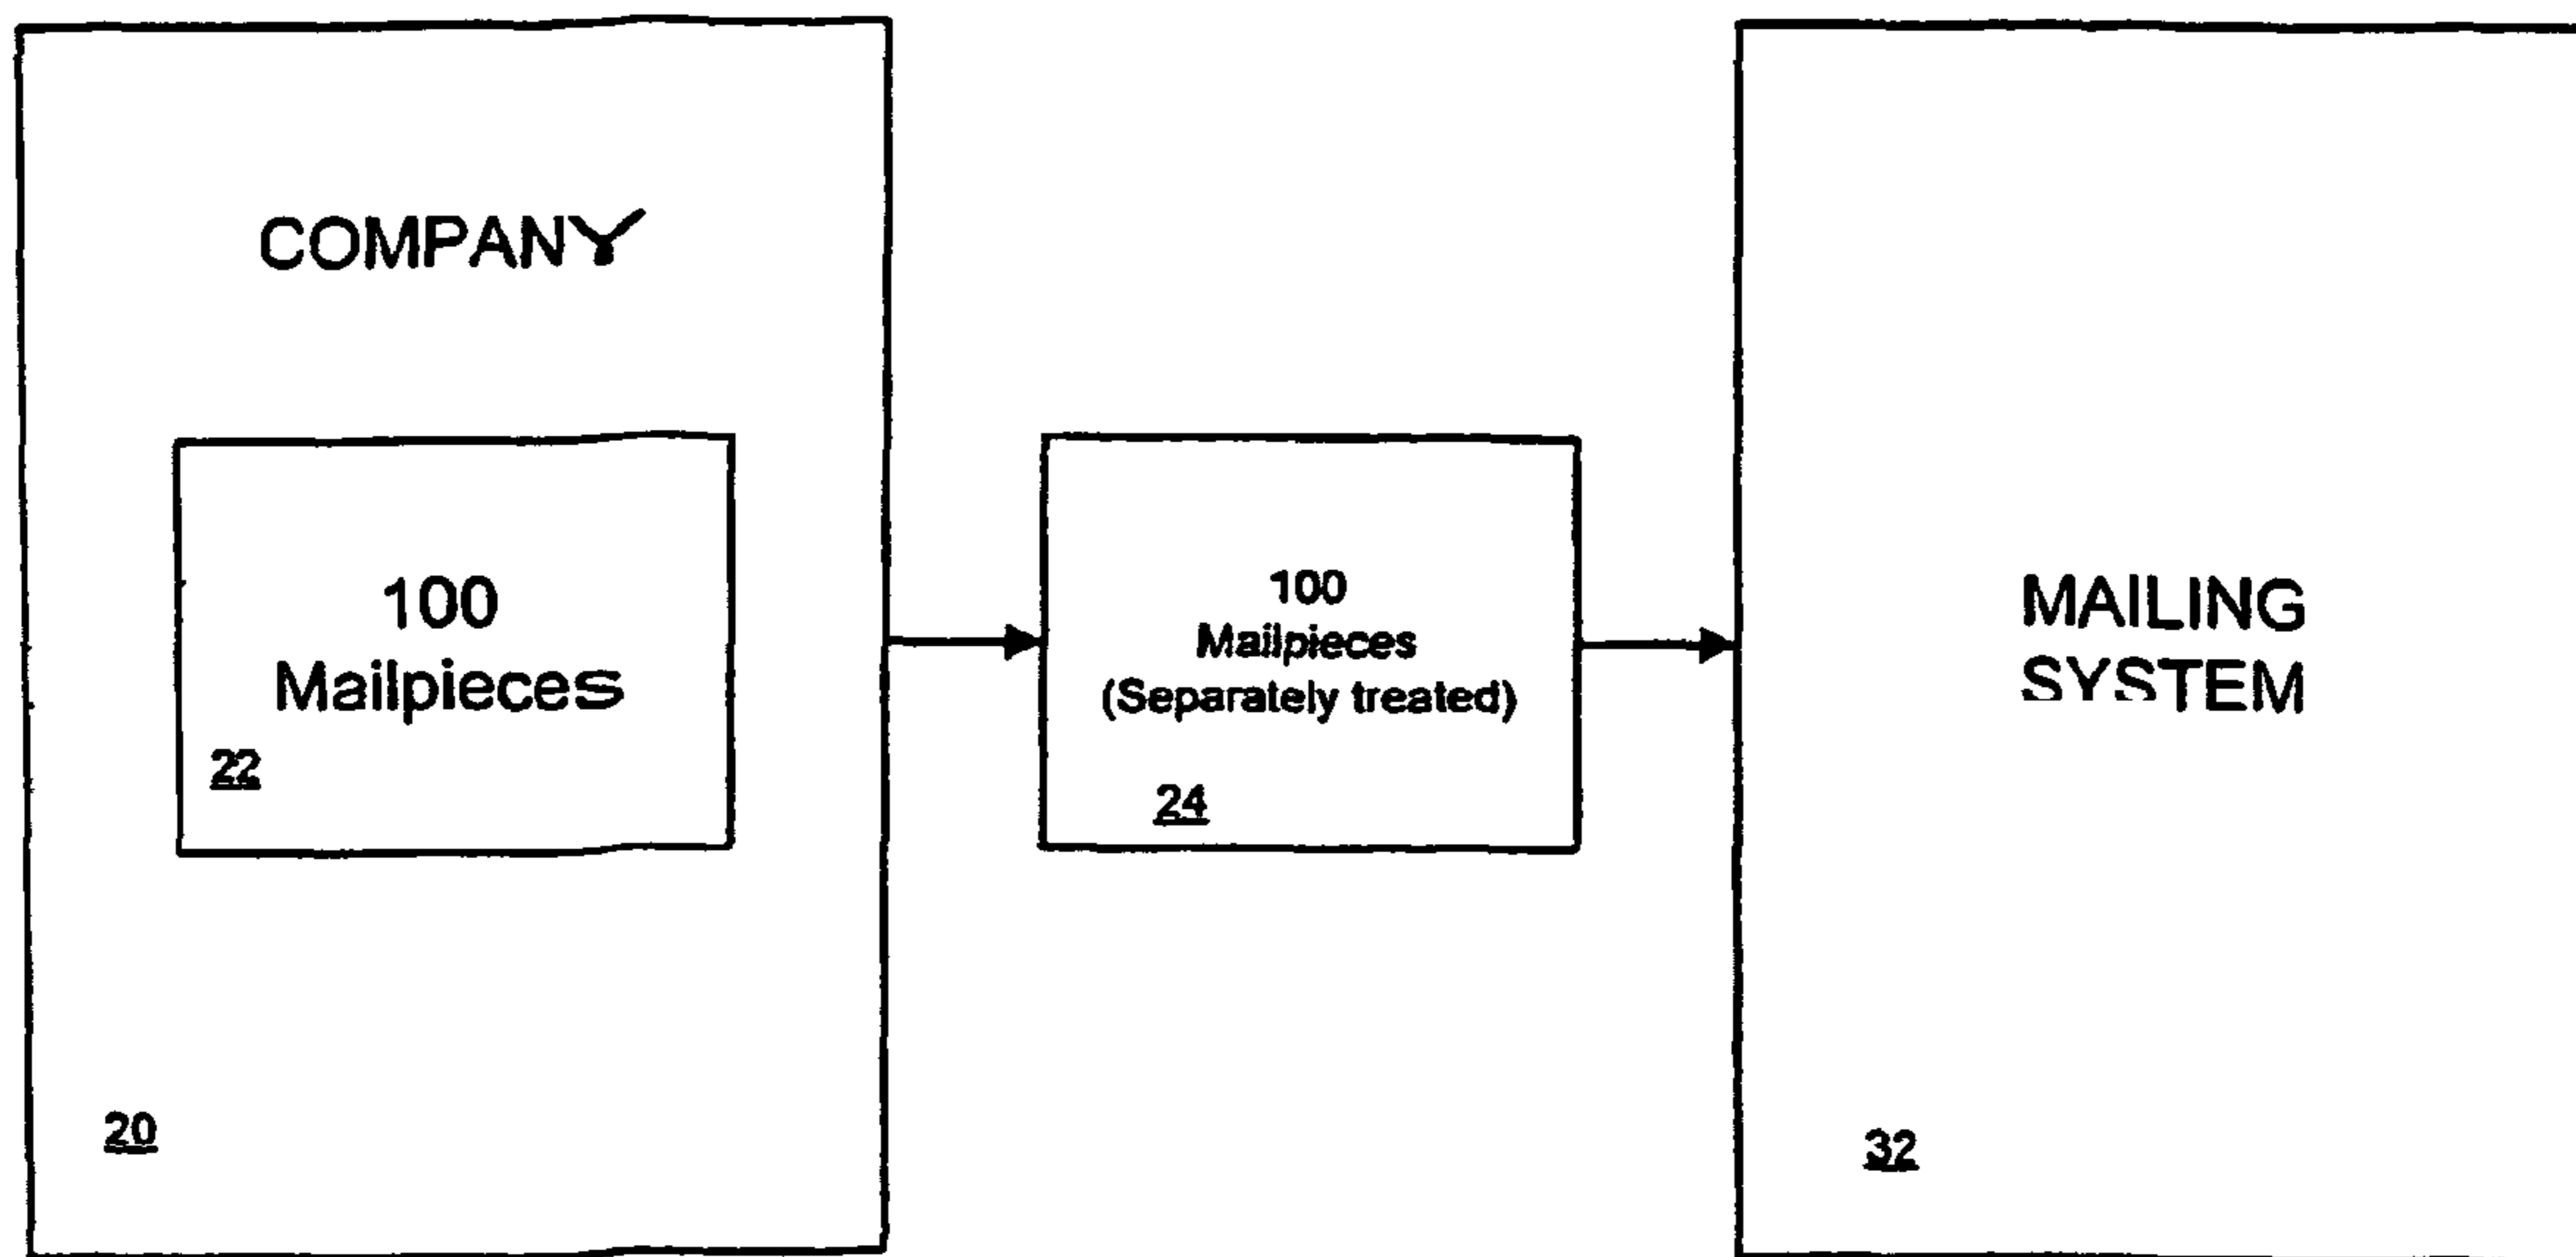 COMPANY
100
Mailpieces
22
20
100
Mailpieces
(Separately treated)
24
MAILING
SYSTEM
32